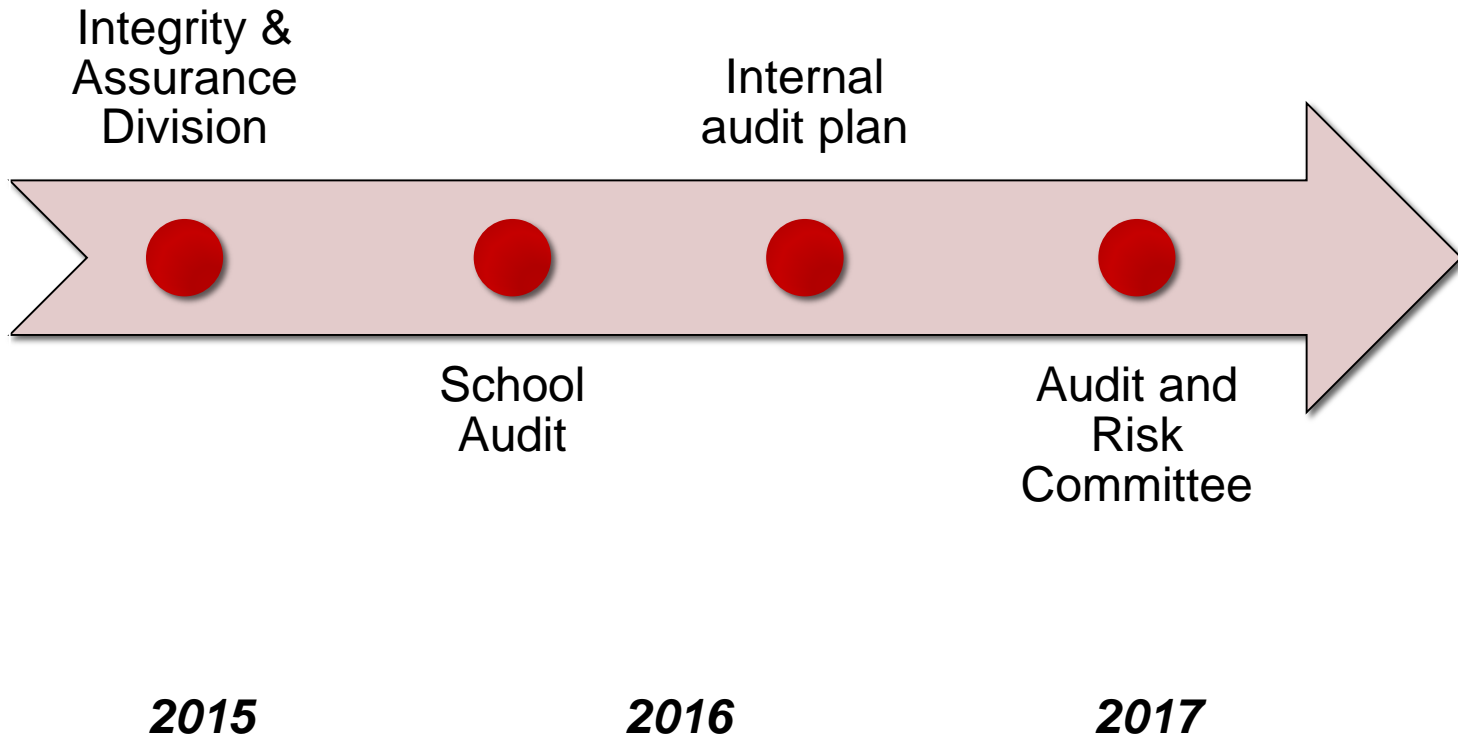 Integrity &
Assurance
Division
Internal
audit plan
School
Audit
Audit and
Risk
Committee
2015
2016
2017